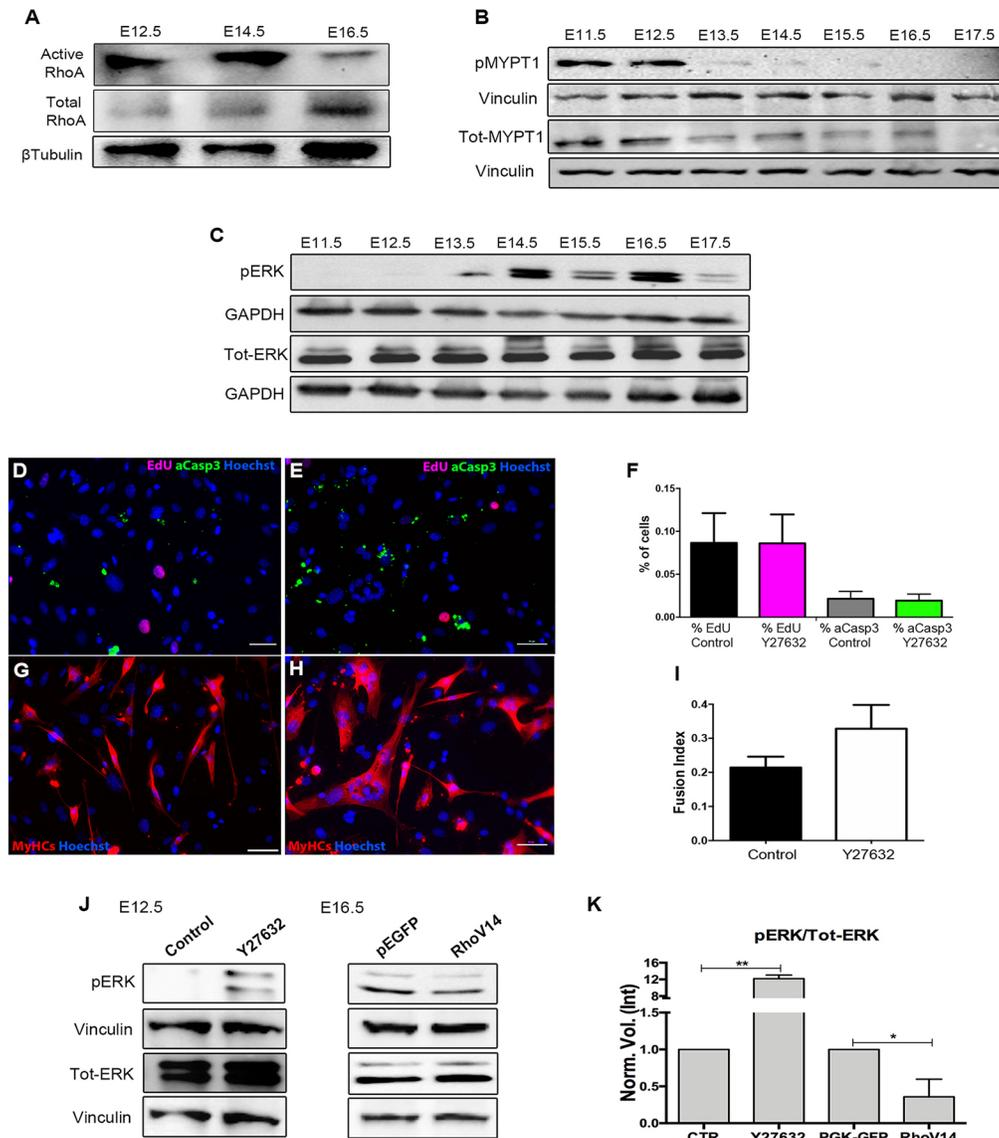 A
E12.5 E14.5 E16.5
Active
RhoA
Total
RhoA
βTubulin
B
E11.5 E12.5 E13.5 E14.5 E15.5 E16.5 E17.5
pMYPT1
Vinculin
Tot-MYPT1
Vinculin
C
E11.5 E12.5 E13.5 E14.5 E15.5 E16.5 E17.5
pERK
GAPDH
Tot-ERK
GAPDH
D EdU aCasp3 Hoechst
E EdU aCasp3 Hoechst
F
0.15
0.10
0.05
0.00
% of cells
% EdU
Control
% EdU
Y27632
% aCasp3
Control
% aCasp3
Y27632
G
MyHCs Hoechst
H
MyHCs Hoechst
I
0.4
0.3
0.2
0.1
0.0
Fusion Index
Control Y27632
J
E12.5
Control Y27632
E16.5
pEGFP RhoV14
pERK
Vinculin
Tot-ERK
Vinculin
K
pERK/Tot-ERK
Norm. Vol. (Int)
16
12
8
1.5
1.0
0.5
0.0
**
*
CTR Y27632 PGK-GFP RhoV14